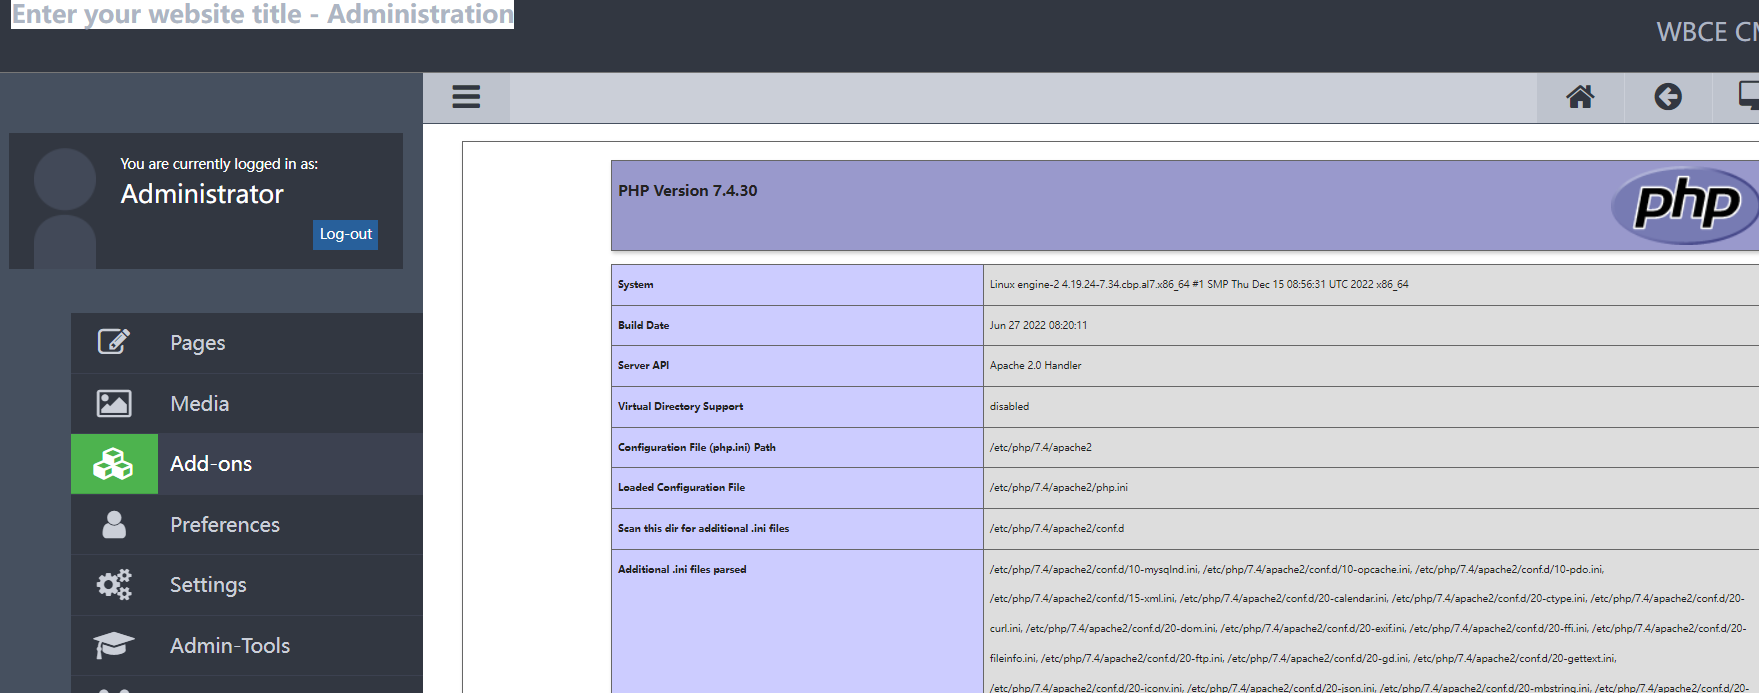 Enter your website title - Administration
WBCE CM
You are currently logged in as:
Administrator
Log-out
Pages
Media
Add-ons
Preferences
Settings
Admin-Tools
PHP Version 7.4.30
php
System Linux engine-2 4.19.24-7.34.cbp.al7.x86_64 #1 SMP Thu Dec 15 08:56:31 UTC 2022 x86_64
Build Date Jun 27 2022 08:20:11
Server API Apache 2.0 Handler
Virtual Directory Support disabled
Configuration File (php.ini) Path /etc/php/7.4/apache2
Loaded Configuration File /etc/php/7.4/apache2/php.ini
Scan this dir for additional .ini files /etc/php/7.4/apache2/conf.d
Additional .ini files parsed /etc/php/7.4/apache2/conf.d/10-mysqlnd.ini, /etc/php/7.4/apache2/conf.d/10-opcache.ini, /etc/php/7.4/apache2/conf.d/10-pdo.ini,
/etc/php/7.4/apache2/conf.d/15-xml.ini, /etc/php/7.4/apache2/conf.d/20-calendar.ini, /etc/php/7.4/apache2/conf.d/20-ctype.ini, /etc/php/7.4/apache2/conf.d/20-
curl.ini, /etc/php/7.4/apache2/conf.d/20-dom.ini, /etc/php/7.4/apache2/conf.d/20-exif.ini, /etc/php/7.4/apache2/conf.d/20-ffi.ini, /etc/php/7.4/apache2/conf.d/20-
fileinfo.ini, /etc/php/7.4/apache2/conf.d/20-ftp.ini, /etc/php/7.4/apache2/conf.d/20-gd.ini, /etc/php/7.4/apache2/conf.d/20-gettext.ini,
/etc/php/7.4/apache2/conf.d/20-iconv.ini, /etc/php/7.4/apache2/conf.d/20-json.ini, /etc/php/7.4/apache2/conf.d/20-mbstring.ini, /etc/php/7.4/apache2/conf.d/20-